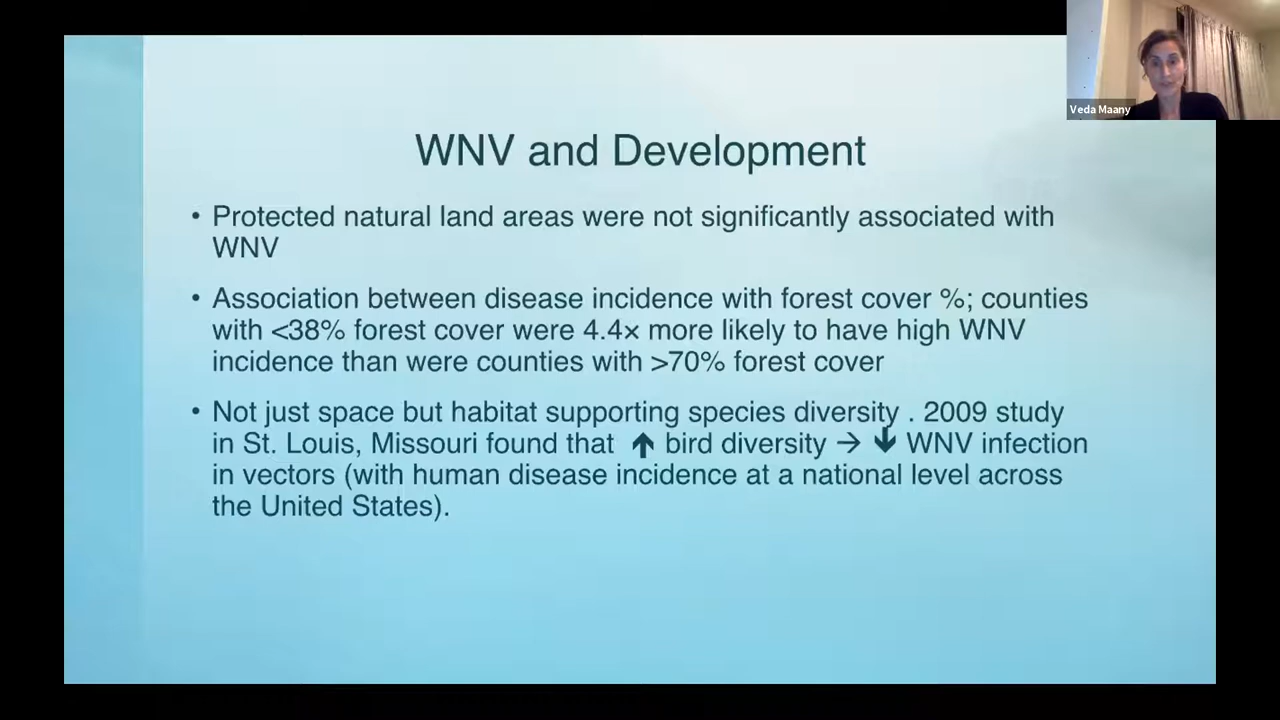 Veda Maany
WNV and Development
• Protected natural land areas were not significantly associated with
WNV
• Association between disease incidence with forest cover %; counties
with <38% forest cover were 4.4× more likely to have high WNV
incidence than were counties with >70% forest cover
• Not just space but habitat supporting species diversity . 2009 study
in St. Louis, Missouri found that ↑ bird diversity → ↓ WNV infection
in vectors (with human disease incidence at a national level across
the United States).